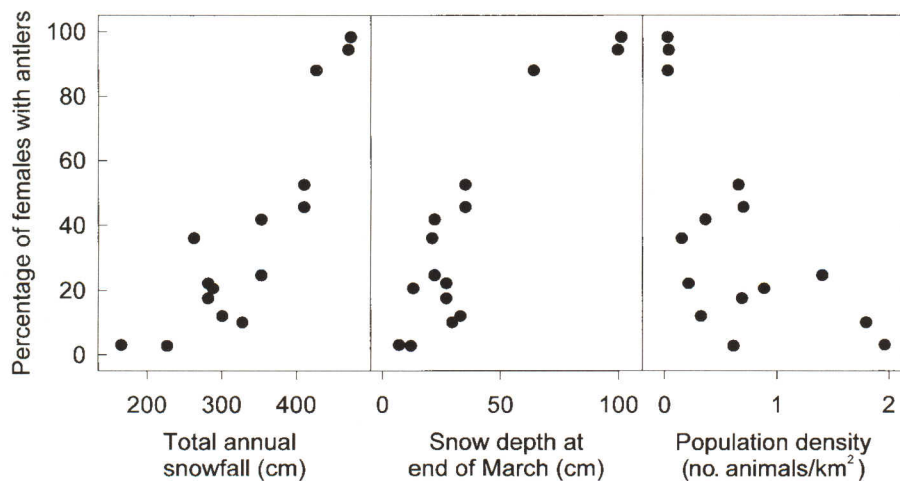 Percentage of females with antlers
100
80
60
40
20
0
200 300 400
0 50 100
0 1 2
Total annual
snowfall (cm)
Snow depth at
end of March (cm)
Population density
(no. animals/km²)